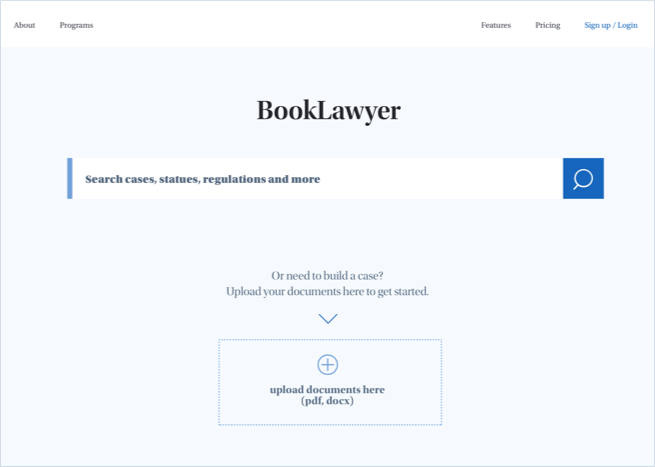 About
Programs
Features
Pricing
Sign up / Login
BookLawyer
Search cases, statues, regulations and more
Or need to build a case?
Upload your documents here to get started.
upload documents here
(pdf, docx)